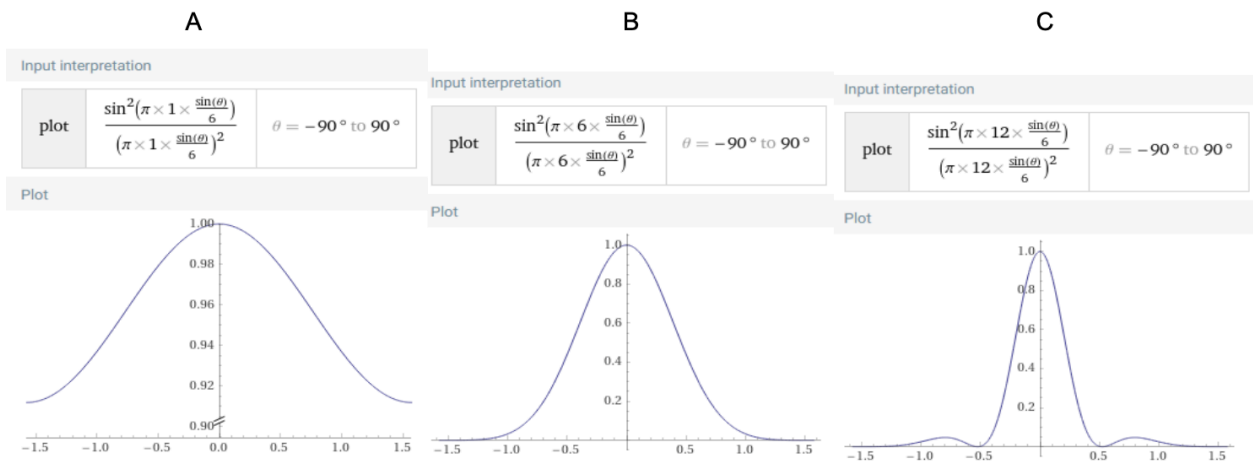 A
Input interpretation
plot sin²(π×1×sin(θ)/6)/(π×1×sin(θ)/6)² θ = −90° to 90°
Plot
1.00
0.98
0.96
0.94
0.92
0.90
−1.5 −1.0 −0.5 0.0 0.5 1.0 1.5
B
Input interpretation
plot sin²(π×6×sin(θ)/6)/(π×6×sin(θ)/6)² θ = −90° to 90°
Plot
1.0
0.8
0.6
0.4
0.2
−1.5 −1.0 −0.5 0.5 1.0 1.5
C
Input interpretation
plot sin²(π×12×sin(θ)/6)/(π×12×sin(θ)/6)² θ = −90° to 90°
Plot
1.0
0.8
0.6
0.4
0.2
−1.5 −1.0 −0.5 0.5 1.0 1.5